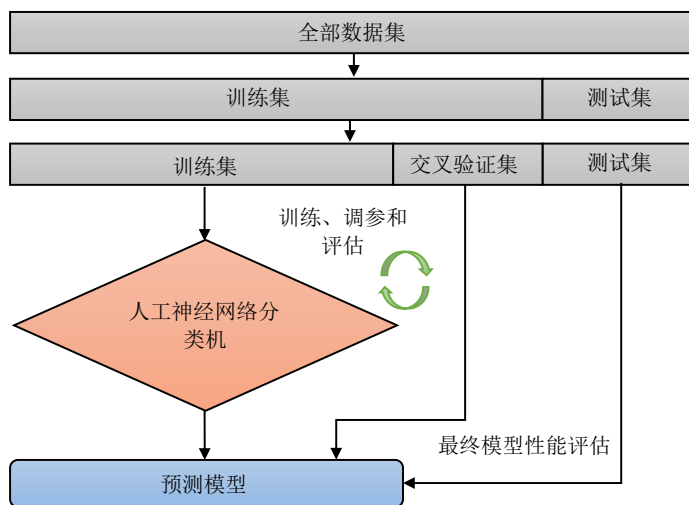 全部数据集
训练集
测试集
训练集
交叉验证集
测试集
训练、调参和
评估
人工神经网络分
类机
最终模型性能评估
预测模型